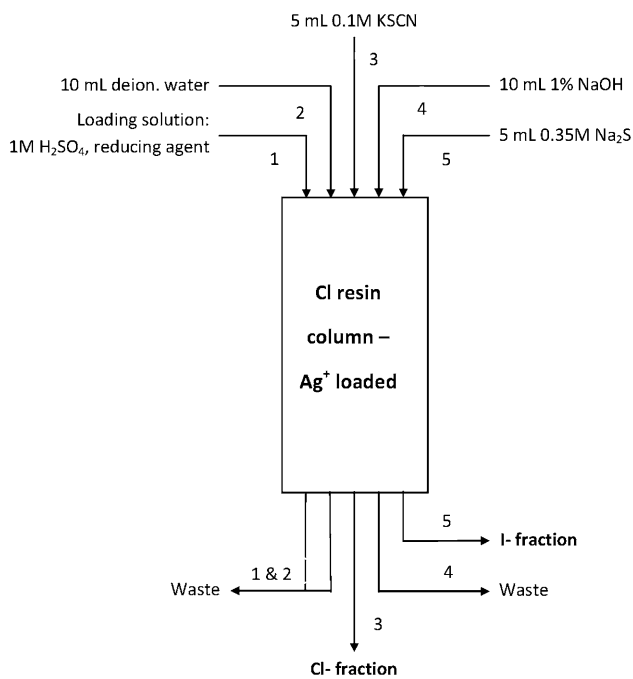 5 mL 0.1M KSCN
3
10 mL deion. water
10 mL 1% NaOH
2
4
Loading solution:
1M H₂SO₄, reducing agent
5 mL 0.35M Na₂S
1
5
Cl resin
column –
Ag⁺ loaded
5
I- fraction
1 & 2
4
Waste
Waste
3
Cl- fraction